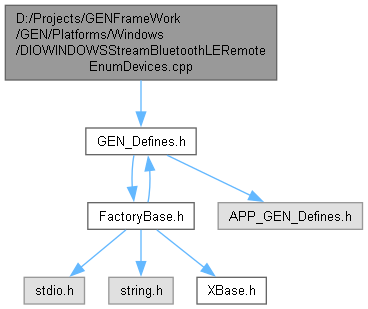 D:/Projects/GENFrameWork
/GEN/Platforms/Windows
/DIOWINDOWSStreamBluetoothLERemote
EnumDevices.cpp
GEN_Defines.h
FactoryBase.h
APP_GEN_Defines.h
stdio.h
string.h
XBase.h